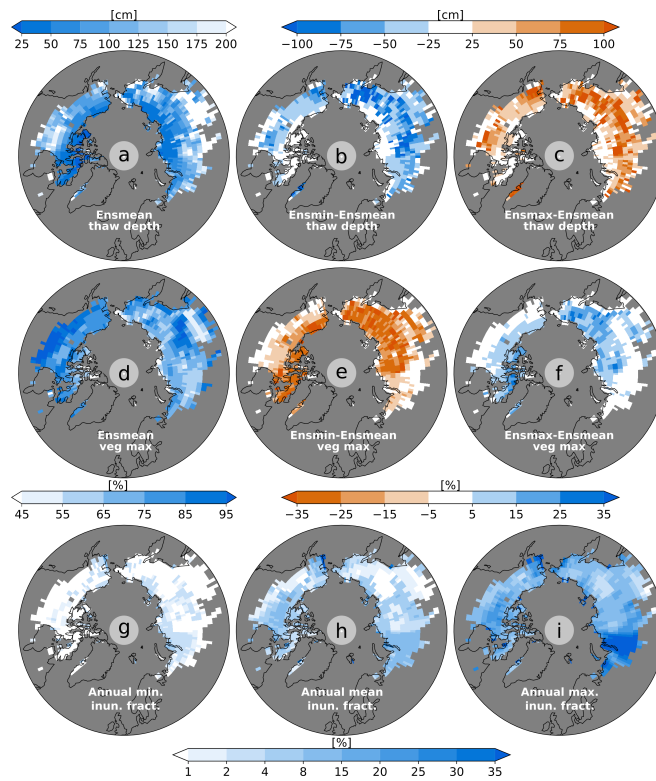 [cm] [cm]
25 50 75 100 125 150 175 200 −100 −75 −50 −25 25 50 75 100
a b c
Ensmean Ensmin-Ensmean Ensmax-Ensmean
thaw depth thaw depth thaw depth
d e f
Ensmean Ensmin-Ensmean Ensmax-Ensmean
veg max veg max veg max
[%] [%]
45 55 65 75 85 95 −35 −25 −15 −5 5 15 25 35
g h i
Annual min. Annual mean Annual max.
inun. fract. inun. fract. inun. fract.
[%]
1 2 4 8 15 20 25 35